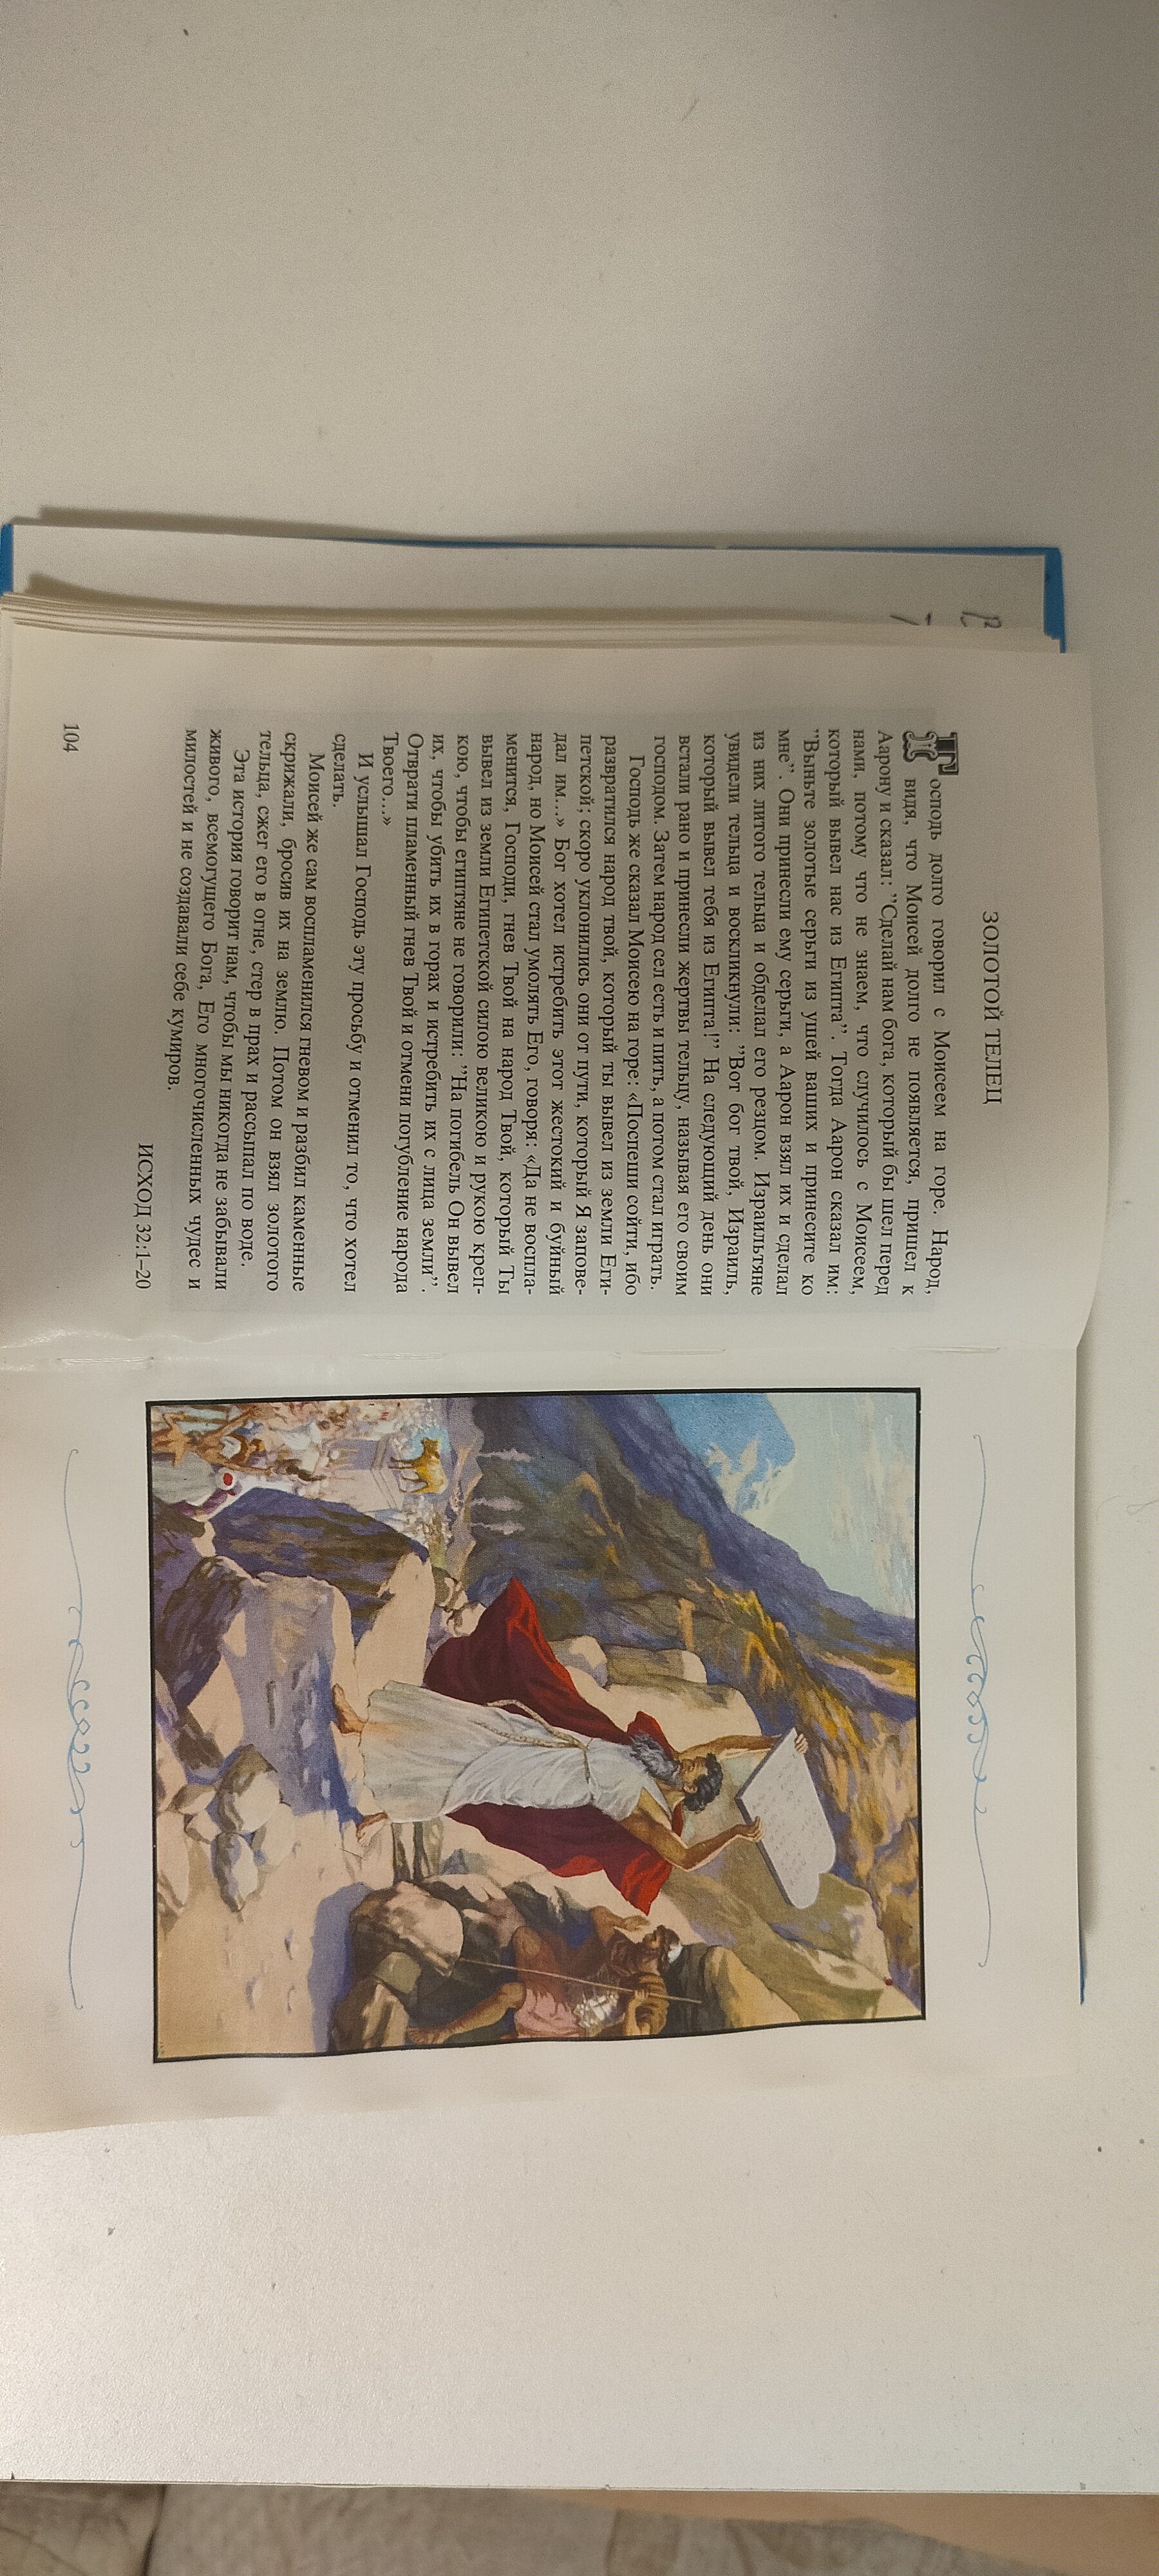 ЗОЛОТОЙ ТЕЛЕЦ
Господь долго говорил с Моисеем на горе. Народ,
видя, что Моисей долго не появляется, пришел к
Аарону и сказал: ”Сделай нам бога, который бы шел перед
нами, потому что не знаем, что случилось с Моисеем,
который вывел нас из Египта”. Тогда Аарон сказал им:
”Выньте золотые серьги из ушей ваших и принесите ко
мне”. Они принесли ему серьги, а Аарон взял их и сделал
из них литого тельца и обделал его резцом. Израильтяне
увидели тельца и воскликнули: ”Вот бог твой, Израиль,
который вывел тебя из Египта!” На следующий день они
встали рано и принесли жертвы тельцу, называя его своим
господом. Затем народ сел есть и пить, а потом стал играть.
Господь же сказал Моисею на горе: «Поспеши сойти, ибо
развратился народ твой, который ты вывел из земли Еги-
петской; скоро уклонились они от пути, который Я запове-
дал им...» Бог хотел истребить этот жестокий и буйный
народ, но Моисей стал умолять Его, говоря: «Да не воспла-
менится, Господи, гнев Твой на народ Твой, который Ты
вывел из земли Египетской силою великою и рукою креп-
кою, чтобы египтяне не говорили: ”На погибель Он вывел
их, чтобы убить их в горах и истребить их с лица земли”.
Отврати пламенный гнев Твой и отмени погубление народа
Твоего...»
И услышал Господь эту просьбу и отменил то, что хотел
сделать.
Моисей же сам воспламенился гневом и разбил каменные
скрижали, бросив их на землю. Потом он взял золотого
тельца, сжег его в огне, стер в прах и рассыпал по воде.
Эта история говорит нам, чтобы мы никогда не забывали
живого, всемогущего Бога, Его многочисленных чудес и
милостей и не создавали себе кумиров.
ИСХОД 32:1–20
104